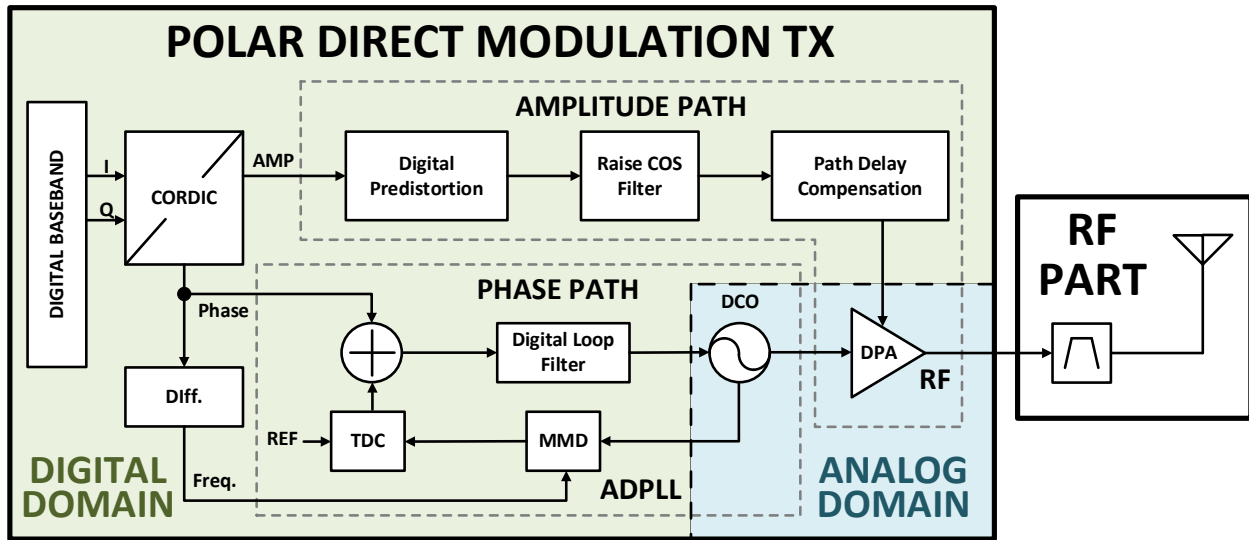 POLAR DIRECT MODULATION TX
AMPLITUDE PATH
DIGITAL BASEBAND
I
Q
CORDIC
AMP
Digital
Predistortion
Raise COS
Filter
Path Delay
Compensation
RF
PART
Phase
PHASE PATH
DCO
Digital Loop
Filter
DPA
RF
DIff.
REF
TDC
MMD
Freq.
ADPLL
DIGITAL
DOMAIN
ANALOG
DOMAIN